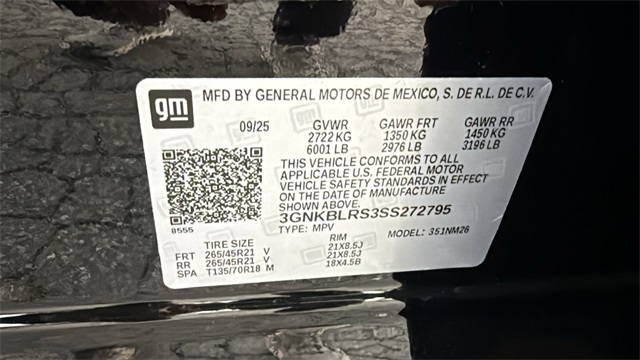 gm
MFD BY GENERAL MOTORS DE MEXICO, S. DE R.L. DE C.V.
09/25 GVWR GAWR FRT GAWR RR
2722 KG 1350 KG 1450 KG
6001 LB 2976 LB 3196 LB
THIS VEHICLE CONFORMS TO ALL
APPLICABLE U.S. FEDERAL MOTOR
VEHICLE SAFETY STANDARDS IN EFFECT
ON THE DATE OF MANUFACTURE
SHOWN ABOVE.
8555
3GNKBLRS3SS272795
TYPE: MPV MODEL: 351NM26
TIRE SIZE RIM
FRT 265/45R21 V 21X8.5J
RR 265/45R21 V 21X8.5J
SPA T135/70R18 M 18X4.5B